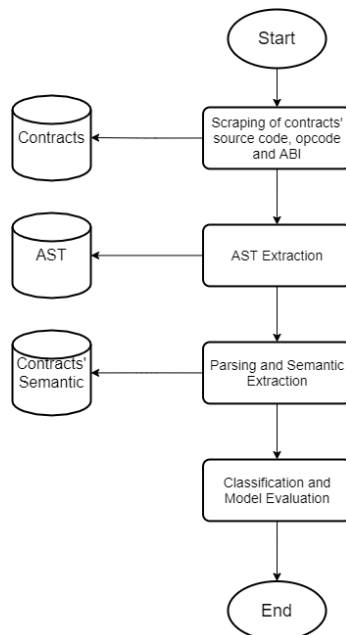 Start
Contracts
Scraping of contracts'
source code, opcode
and ABI
AST
AST Extraction
Contracts'
Semantic
Parsing and Semantic
Extraction
Classification and
Model Evaluation
End